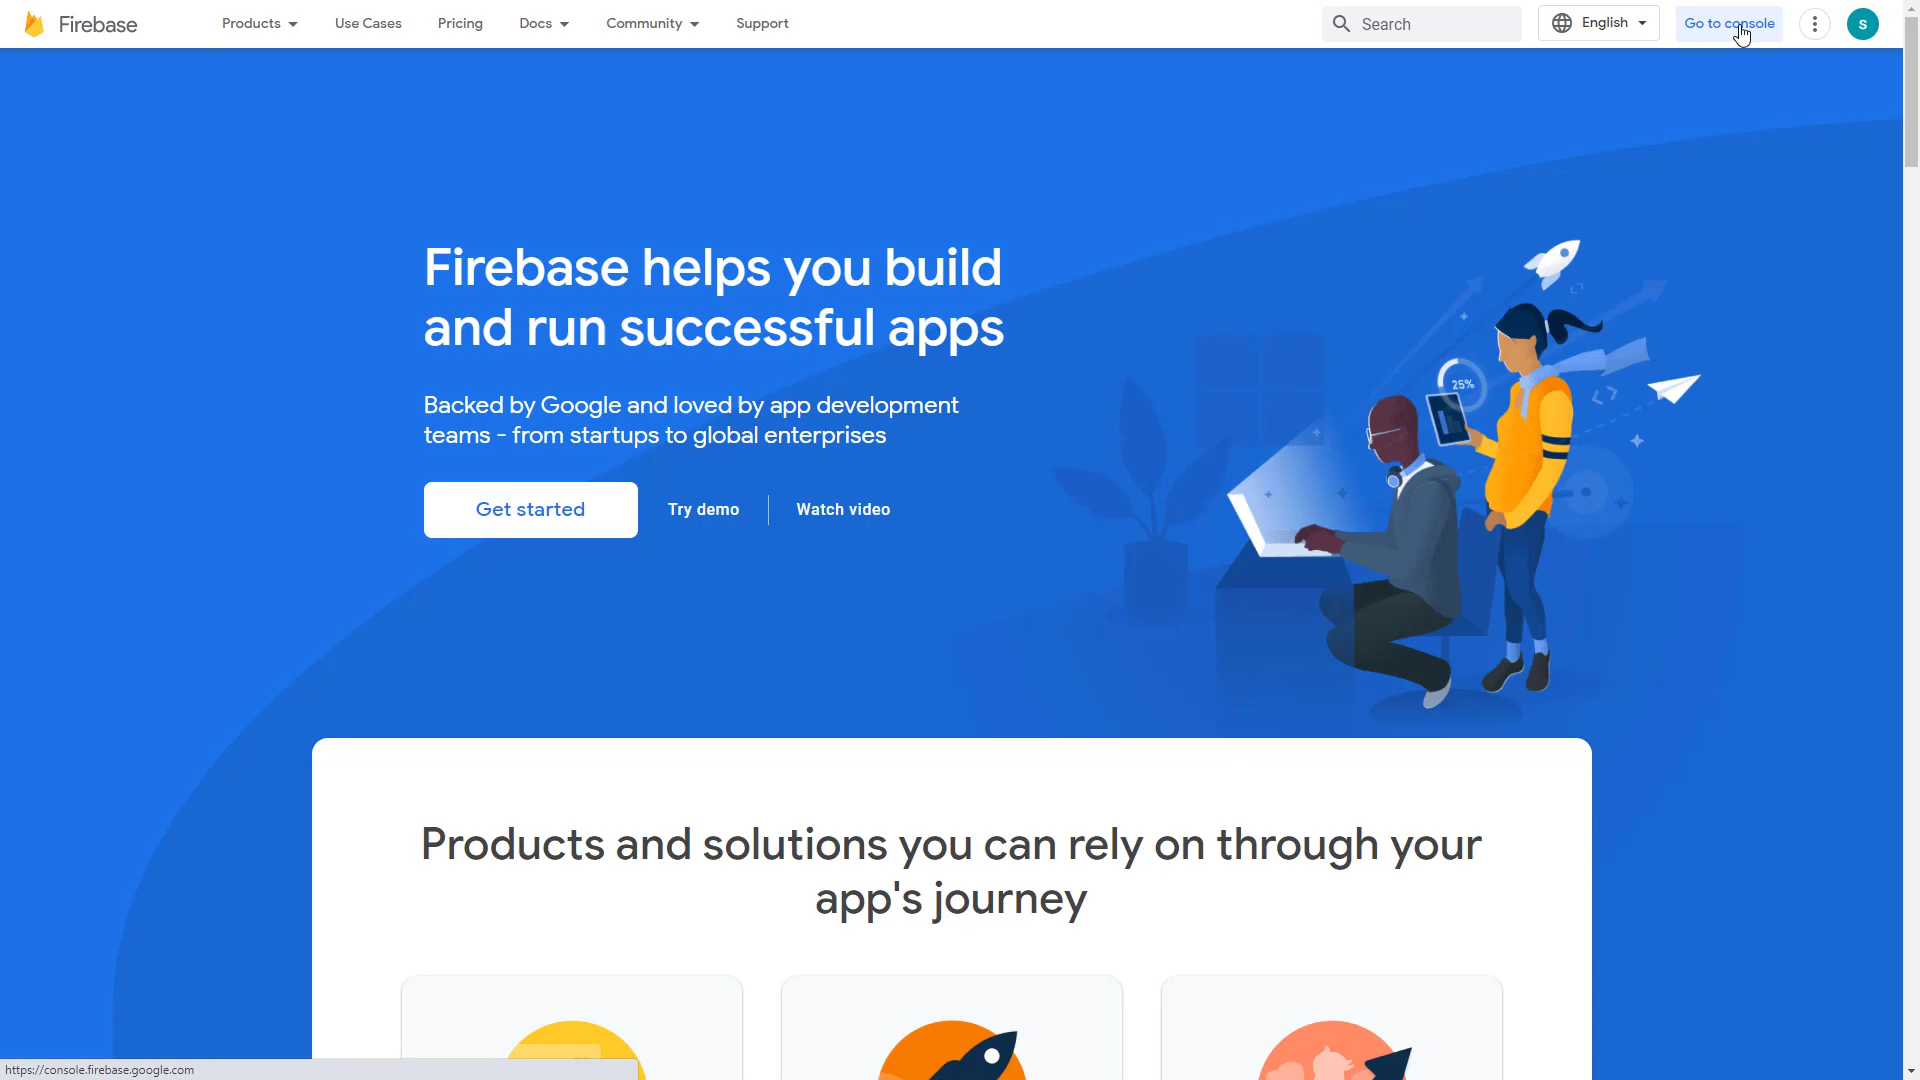 Firebase
Products
Use Cases
Pricing
Docs
Community
Support
Search
English
Go to console
S
Firebase helps you build
and run successful apps
Backed by Google and loved by app development
teams - from startups to global enterprises
Get started
Try demo
Watch video
25%
Products and solutions you can rely on through your
app's journey
https://console.firebase.google.com